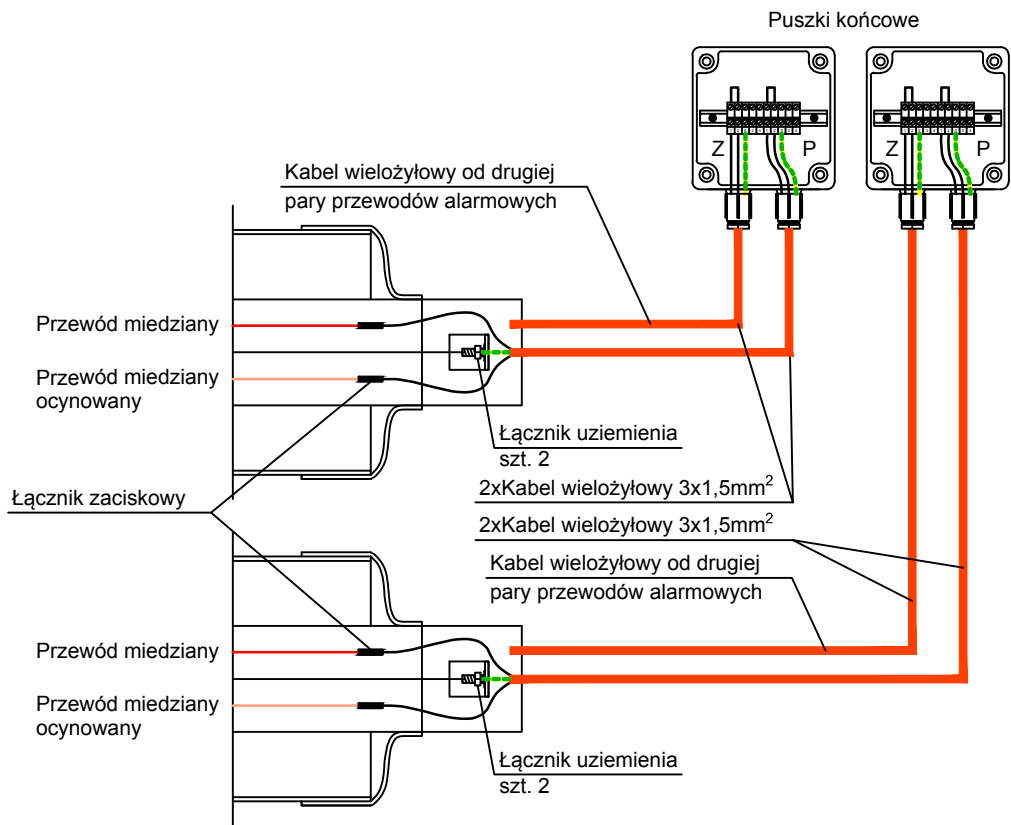 Puszki końcowe
Z P
Z P
Kabel wielożyłowy od drugiej
pary przewodów alarmowych
Przewód miedziany
Przewód miedziany
ocynowany
Łącznik uziemienia
szt. 2
2xKabel wielożyłowy 3x1,5mm²
Łącznik zaciskowy
2xKabel wielożyłowy 3x1,5mm²
Kabel wielożyłowy od drugiej
pary przewodów alarmowych
Przewód miedziany
Przewód miedziany
ocynowany
Łącznik uziemienia
szt. 2